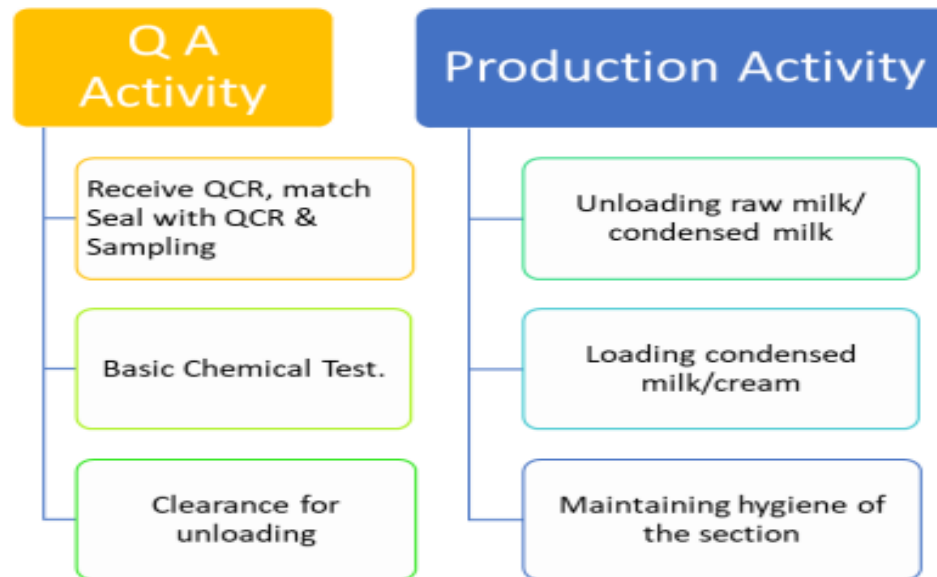 Q A
Activity
Receive QCR, match
Seal with QCR &
Sampling
Basic Chemical Test.
Clearance for
unloading
Production Activity
Unloading raw milk/
condensed milk
Loading condensed
milk/cream
Maintaining hygiene of
the section